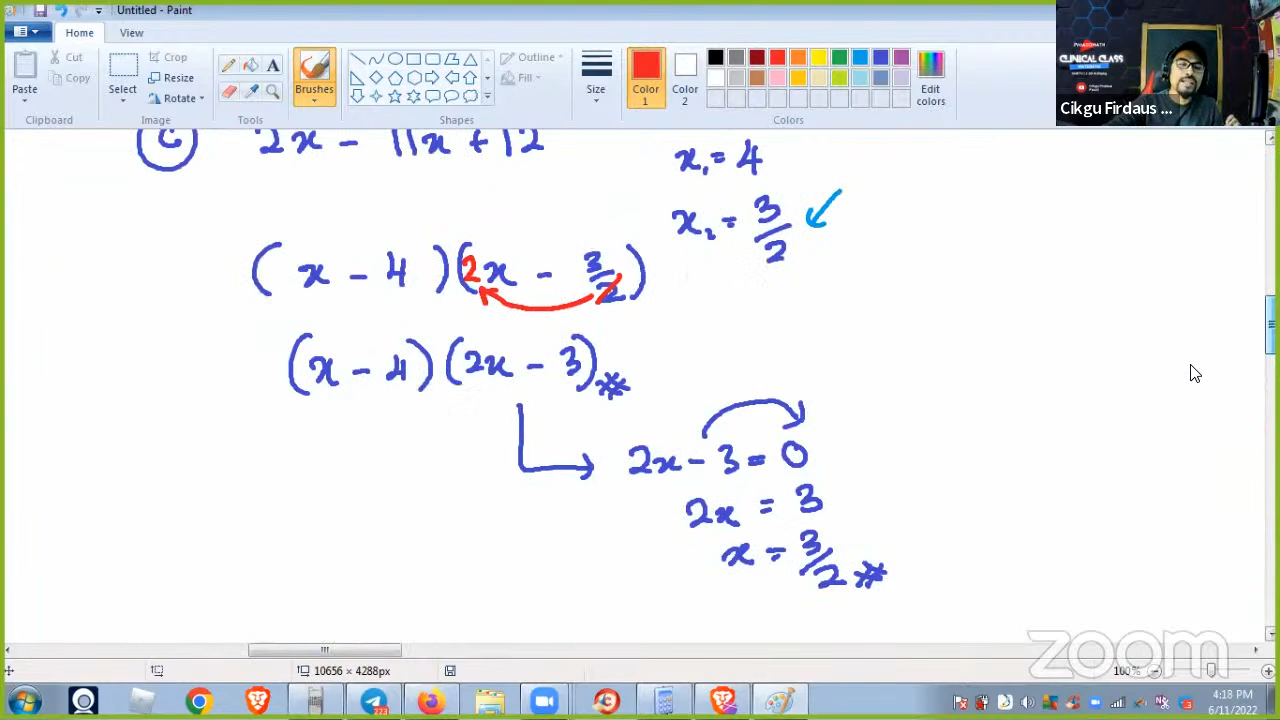 Untitled - Paint
Home View
Paste
Cut
Copy
Clipboard
Select
Crop
Resize
Rotate
Image
A
Tools
Brushes
Outline
Fill
Shapes
Size
Color 1
Color 2
Edit colors
Colors
CLINICAL CLASS
Cikgu Firdaus ...
C 2x - 11x + 12
x₁ = 4
x₂ = 3/2
(x - 4)(2x - 3/2)
(x - 4)(2x - 3)
2x - 3 = 0
2x = 3
x = 3/2
zoom
10656 × 4288px
100%
723
4:18 PM
6/11/2022